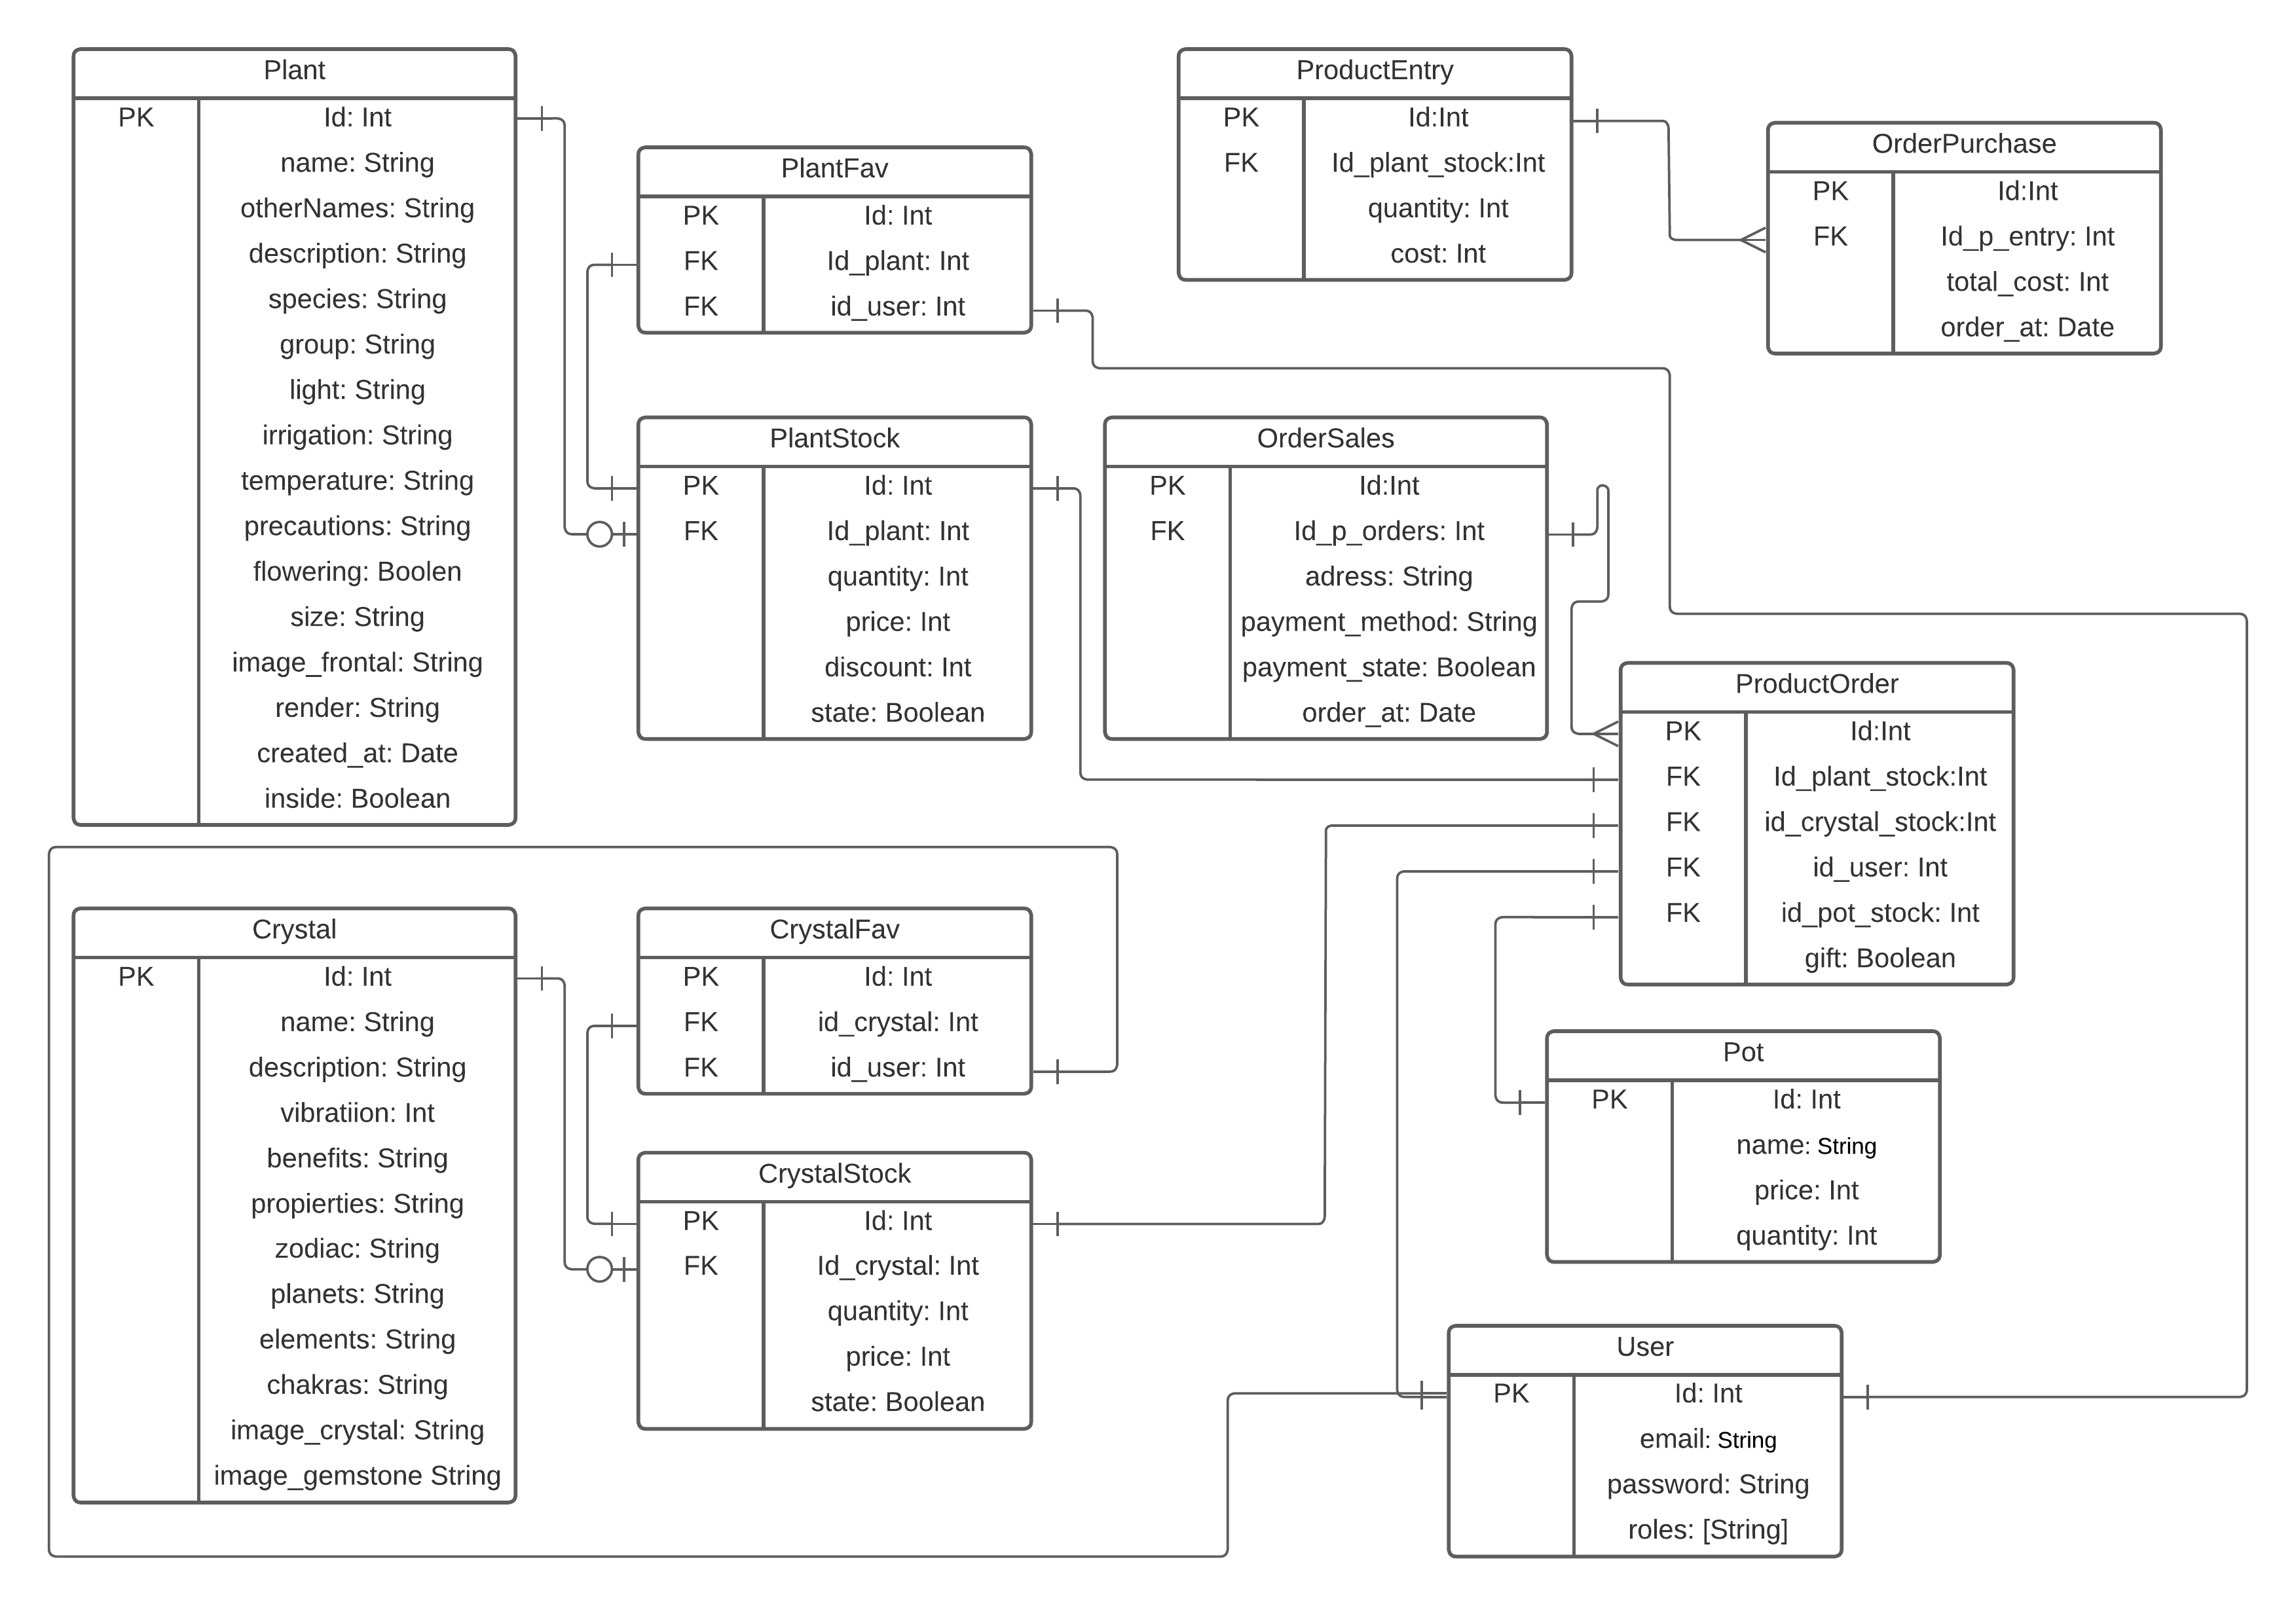 Plant
PK Id: Int
name: String
otherNames: String
description: String
species: String
group: String
light: String
irrigation: String
temperature: String
precautions: String
flowering: Boolen
size: String
image_frontal: String
render: String
created_at: Date
inside: Boolean
PlantFav
PK Id: Int
FK Id_plant: Int
FK id_user: Int
PlantStock
PK Id: Int
FK Id_plant: Int
quantity: Int
price: Int
discount: Int
state: Boolean
ProductEntry
PK Id:Int
FK Id_plant_stock:Int
quantity: Int
cost: Int
OrderPurchase
PK Id:Int
FK Id_p_entry: Int
total_cost: Int
order_at: Date
OrderSales
PK Id:Int
FK Id_p_orders: Int
adress: String
payment_method: String
payment_state: Boolean
order_at: Date
ProductOrder
PK Id:Int
FK Id_plant_stock:Int
FK id_crystal_stock:Int
FK id_user: Int
FK id_pot_stock: Int
gift: Boolean
Crystal
PK Id: Int
name: String
description: String
vibratiion: Int
benefits: String
propierties: String
zodiac: String
planets: String
elements: String
chakras: String
image_crystal: String
image_gemstone String
CrystalFav
PK Id: Int
FK id_crystal: Int
FK id_user: Int
CrystalStock
PK Id: Int
FK Id_crystal: Int
quantity: Int
price: Int
state: Boolean
Pot
PK Id: Int
name: String
price: Int
quantity: Int
User
PK Id: Int
email: String
password: String
roles: [String]